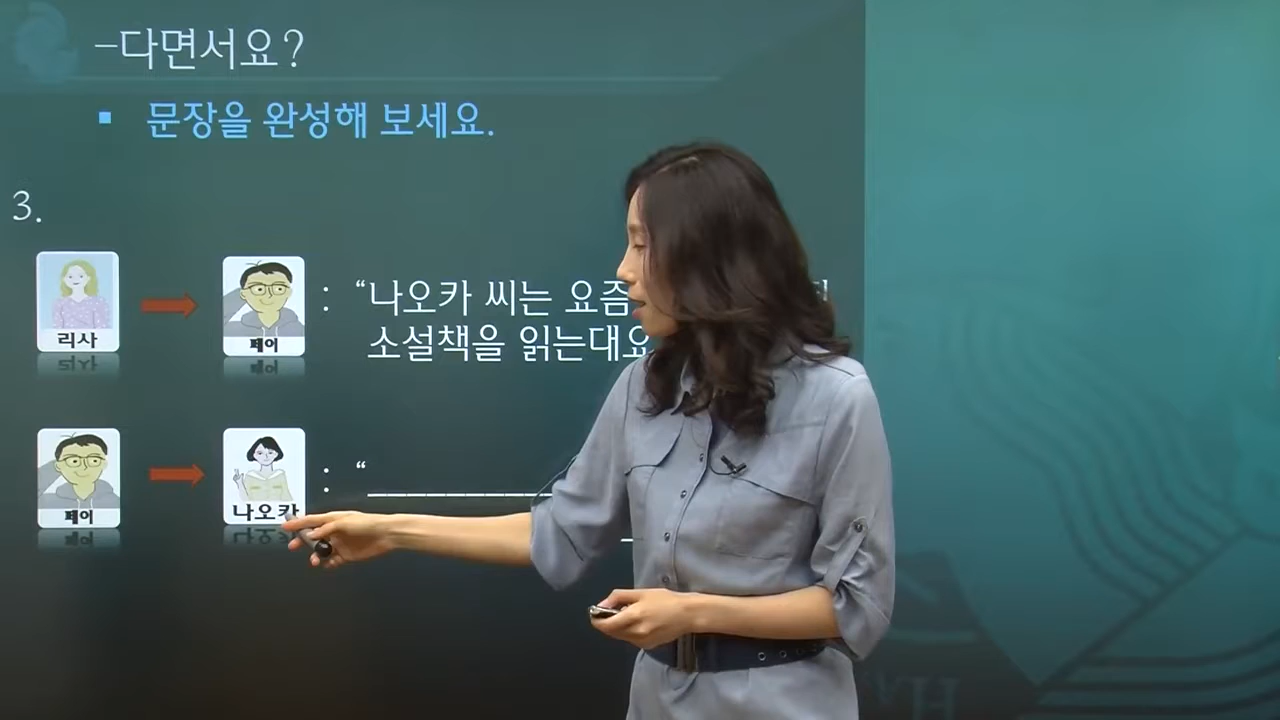 -다면서요?
▪ 문장을 완성해 보세요.
3.
리사
페이
: “나오카 씨는 요즘
소설책을 읽는대요
페이
나오카
: “